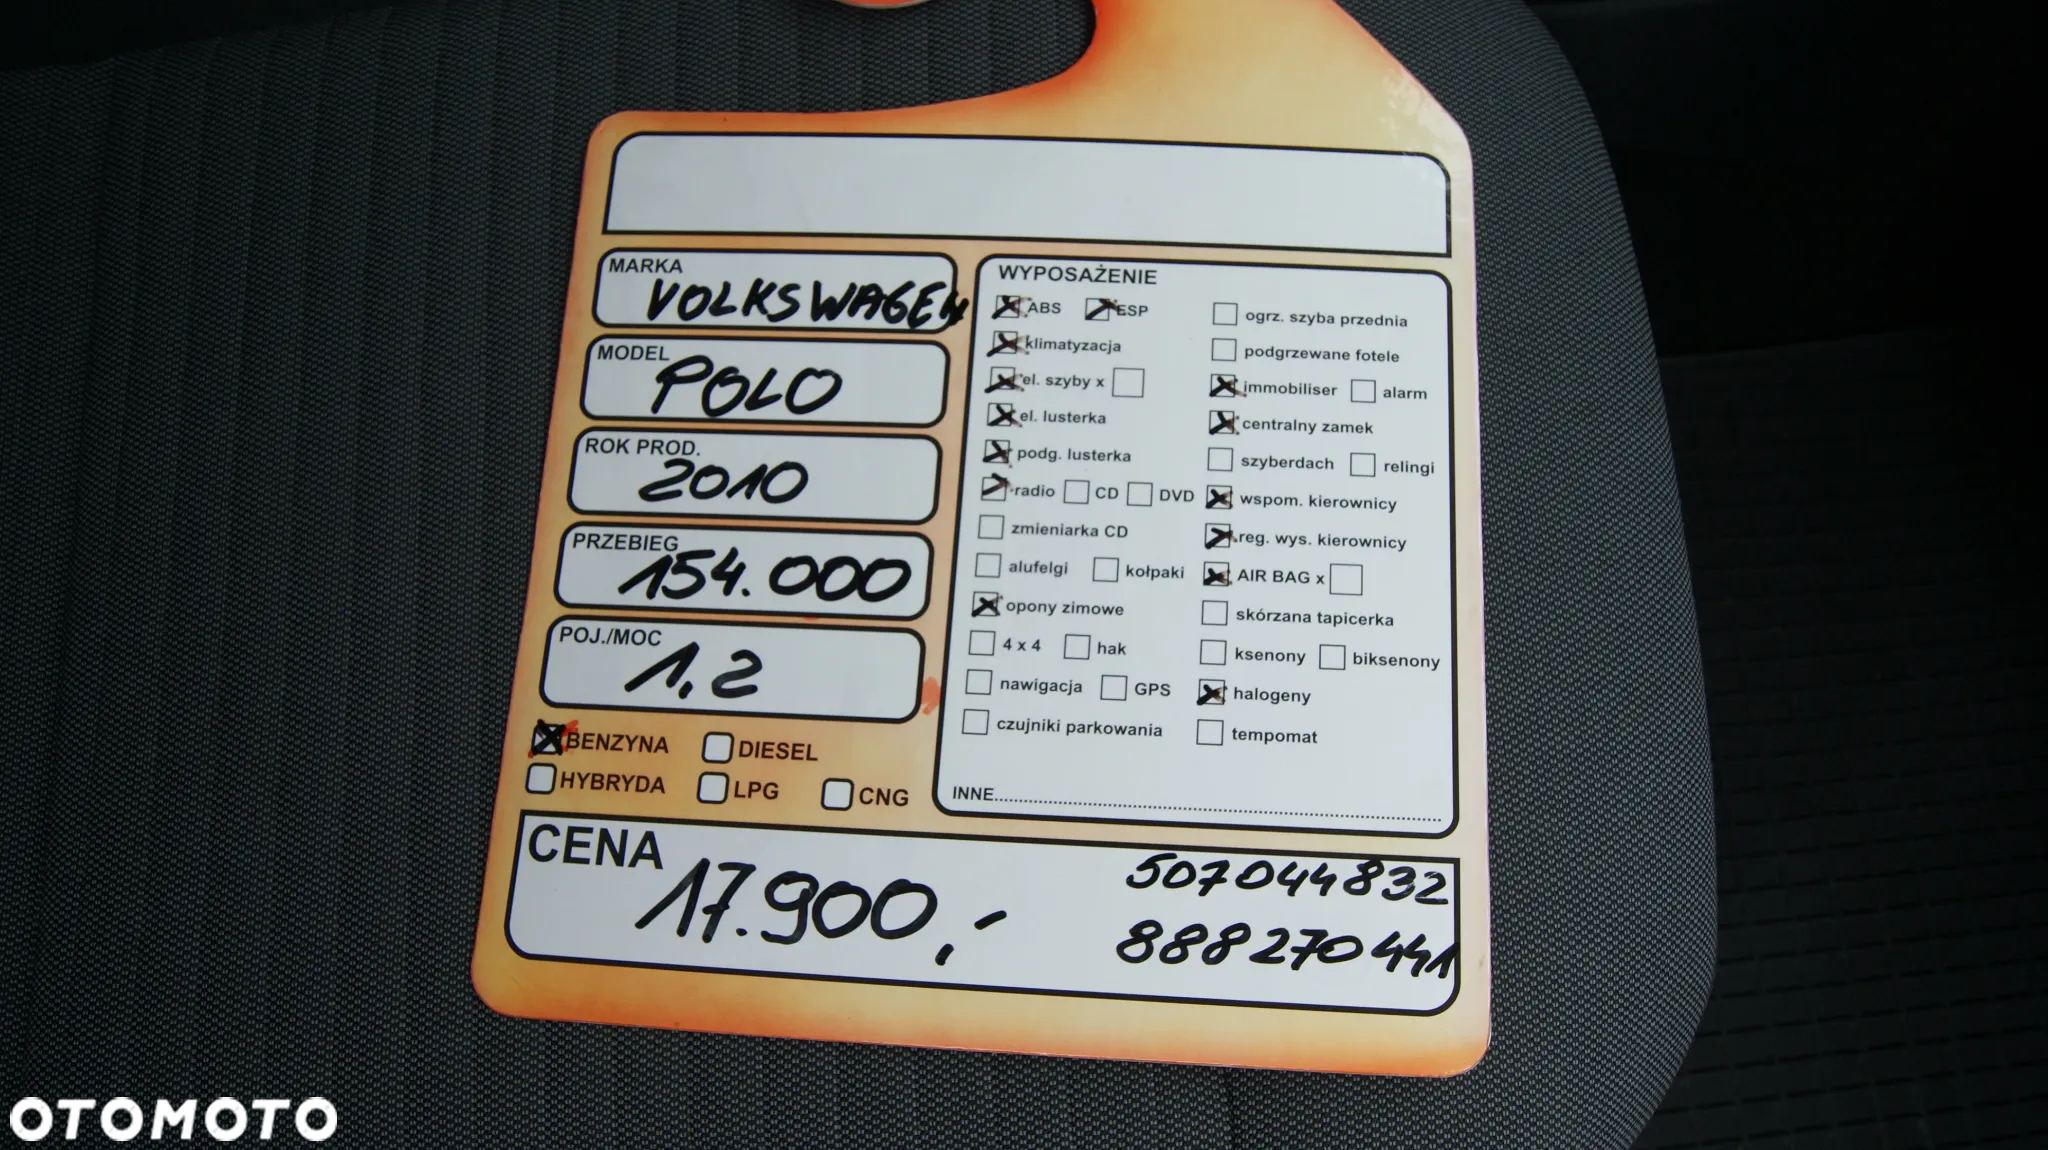 MARKA
VOLKSWAGEN
MODEL
POLO
ROK PROD.
2010
PRZEBIEG
154.000
POJ./MOC
1.2
BENZYNA DIESEL
HYBRYDA LPG CNG
WYPOSAŻENIE
ABS ESP
klimatyzacja
el. szyby x
el. lusterka
podg. lusterka
radio CD DVD
zmieniarka CD
alufelgi kołpaki
opony zimowe
4 x 4 hak
nawigacja GPS
czujniki parkowania
ogrz. szyba przednia
podgrzewane fotele
immobiliser alarm
centralny zamek
szyberdach relingi
wspom. kierownicy
reg. wys. kierownicy
AIR BAG x
skórzana tapicerka
ksenony biksenony
halogeny
tempomat
INNE
CENA
17.900,-
507044832
888270441
OTOMOTO